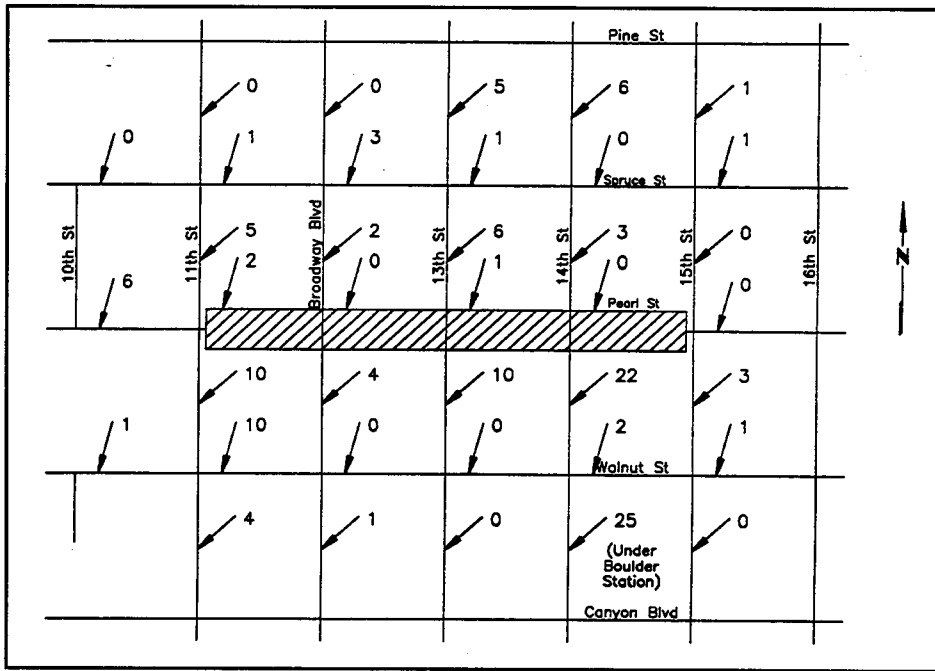 Pine St
0 0 5 6 1
0 1 3 1 0 1
Spruce St
10th St
11th St
Broadway Blvd
13th St
14th St
15th St
16th St
5 2 6 3 0
6 2 0 1 0 0
Pearl St
N
10 4 10 22 3
1 10 0 0 2 1
Walnut St
4 1 0 25 0
(Under
Boulder
Station)
Canyon Blvd